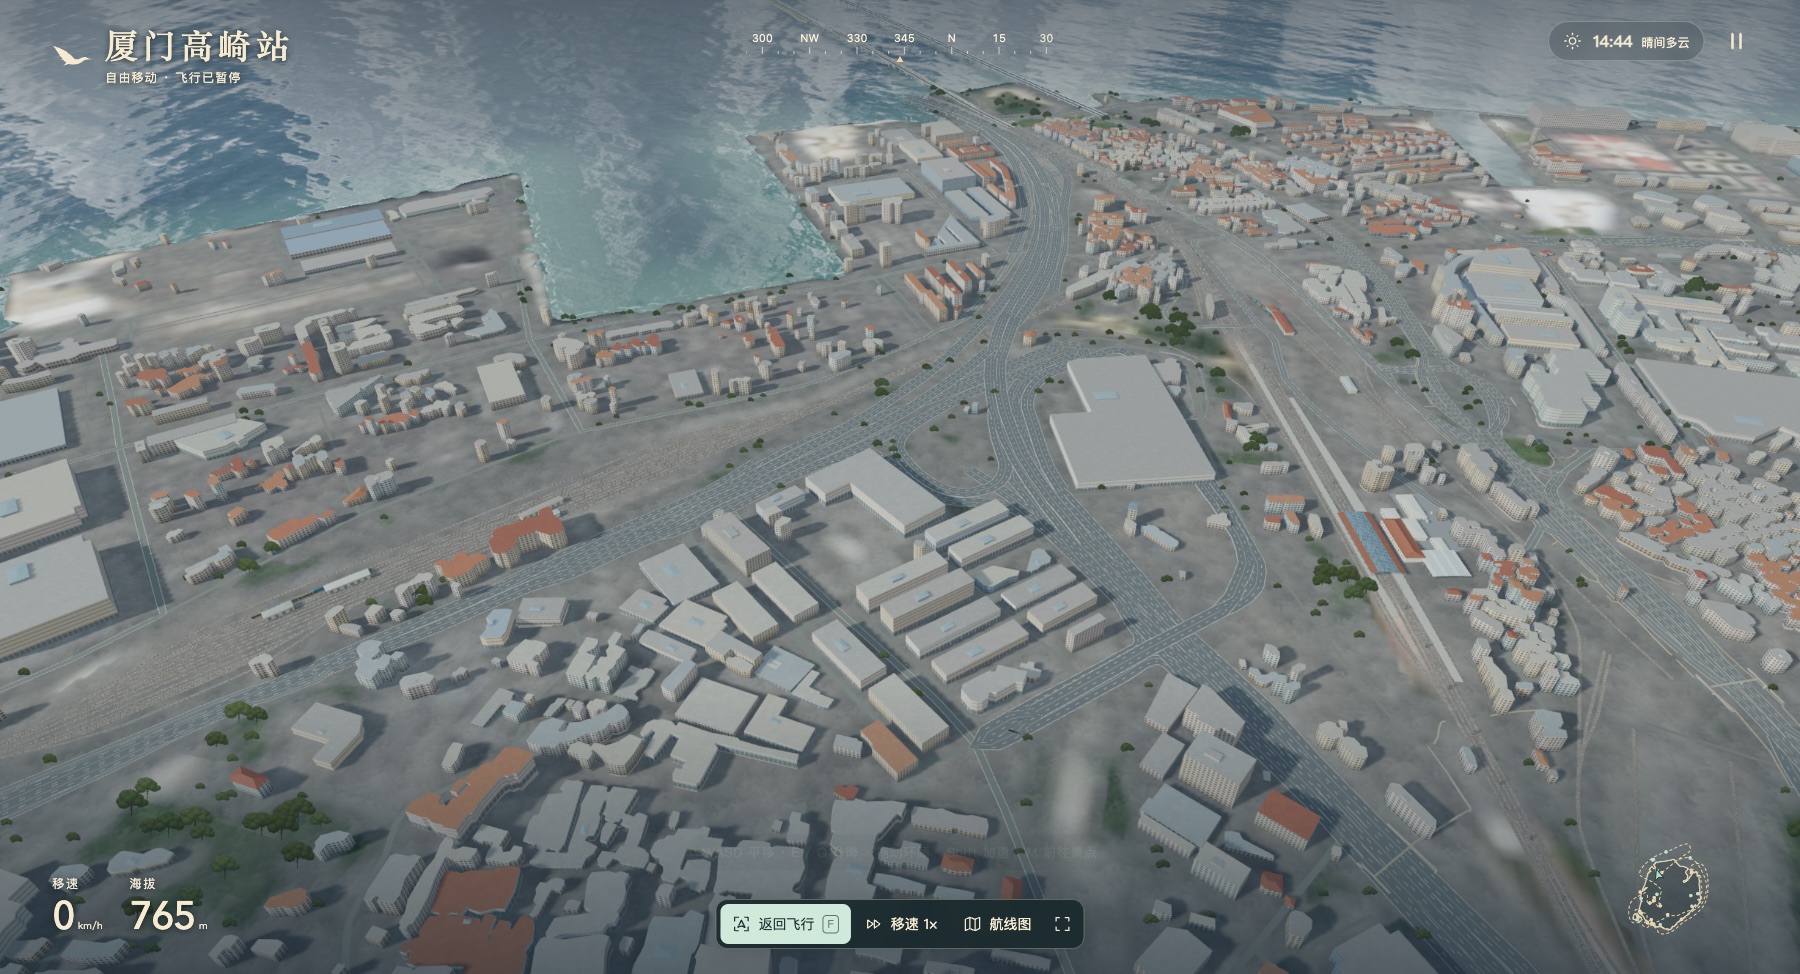 厦门高崎站
自由移动 · 飞行已暂停
300 NW 330 345 N 15 30
14:44 晴间多云
移速 海拔
0 km/h 765 m
返回飞行 F 移速 1x 航线图